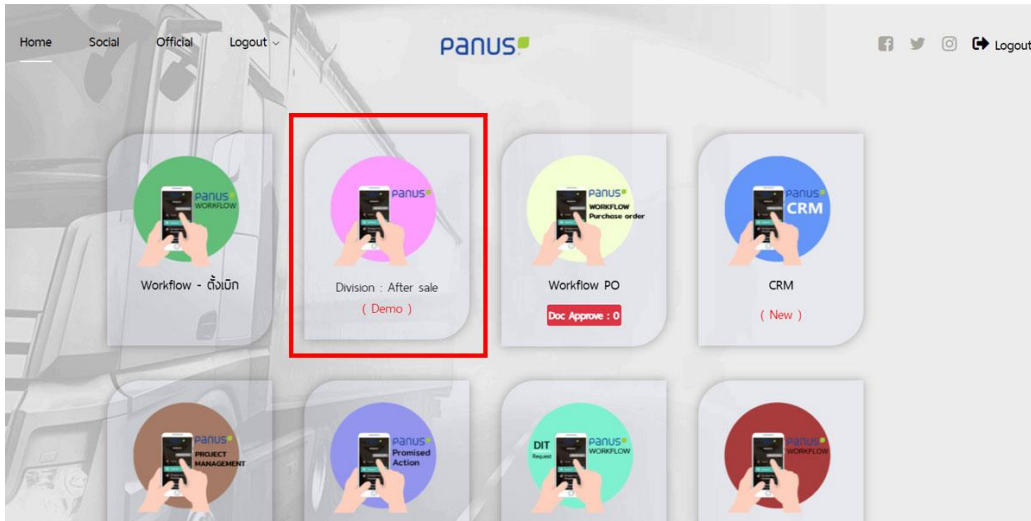 Home Social Official Logout
Panus
Logout
Panus
WORKFLOW
Workflow - ตั้งเบิก
Panus
Division : After sale
( Demo )
Panus
WORKFLOW
Purchase order
Workflow PO
Doc Approve : 0
Panus
CRM
CRM
( New )
Panus
PROJECT
MANAGEMENT
Panus
Promised
Action
DIT
Request
Panus
WORKFLOW
Panus
WORKFLOW